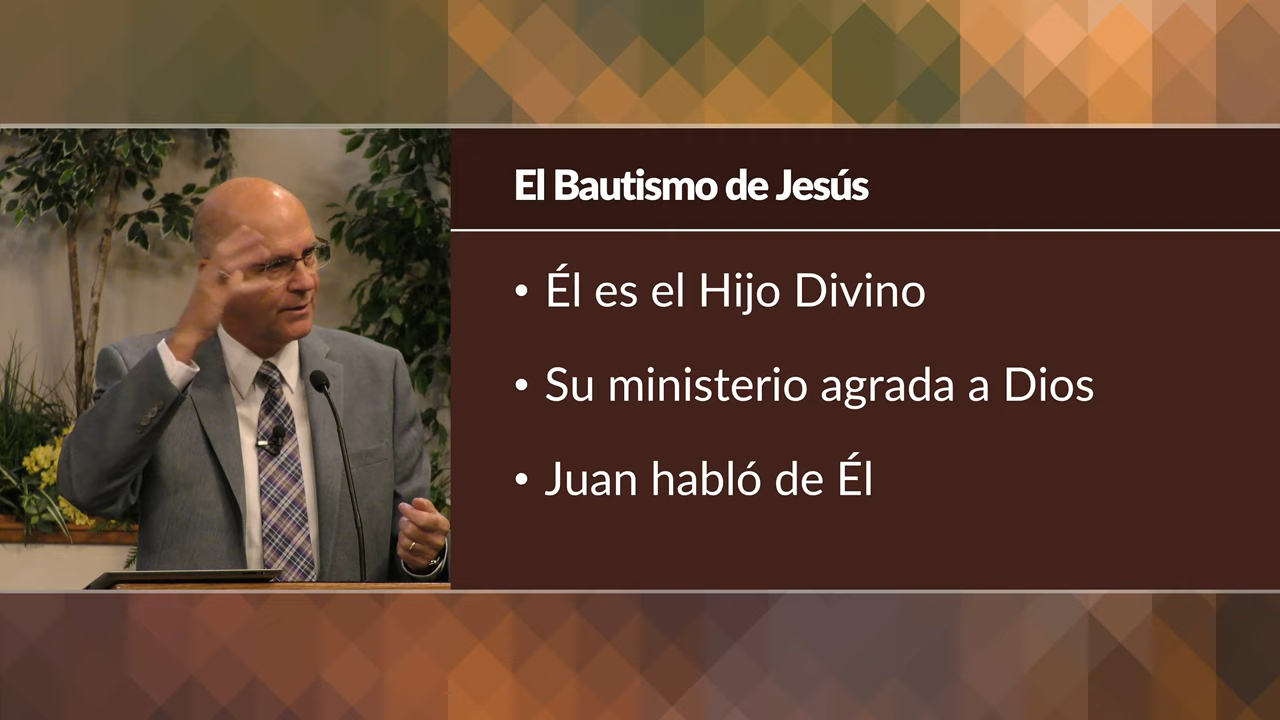 El Bautismo de Jesús
• Él es el Hijo Divino
• Su ministerio agrada a Dios
• Juan habló de Él